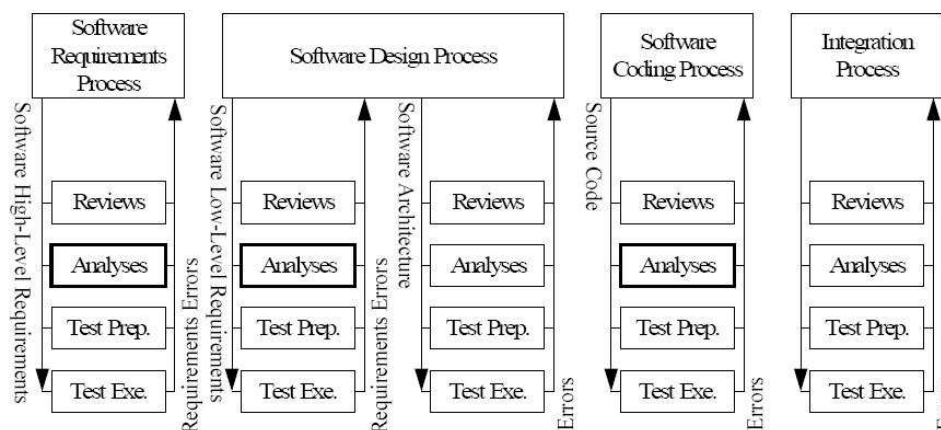 Software
Requirements
Process
Software Design Process
Software
Coding Process
Integration
Process
Software High-Level Requirements
Reviews
Analyses
Test Prep.
Test Exe.
Requirements Errors
Software Low-Level Requirements
Reviews
Analyses
Test Prep.
Test Exe.
Requirements Errors
Software Architecture
Reviews
Analyses
Test Prep.
Test Exe.
Errors
Source Code
Reviews
Analyses
Test Prep.
Test Exe.
Errors
Reviews
Analyses
Test Prep.
Test Exe.